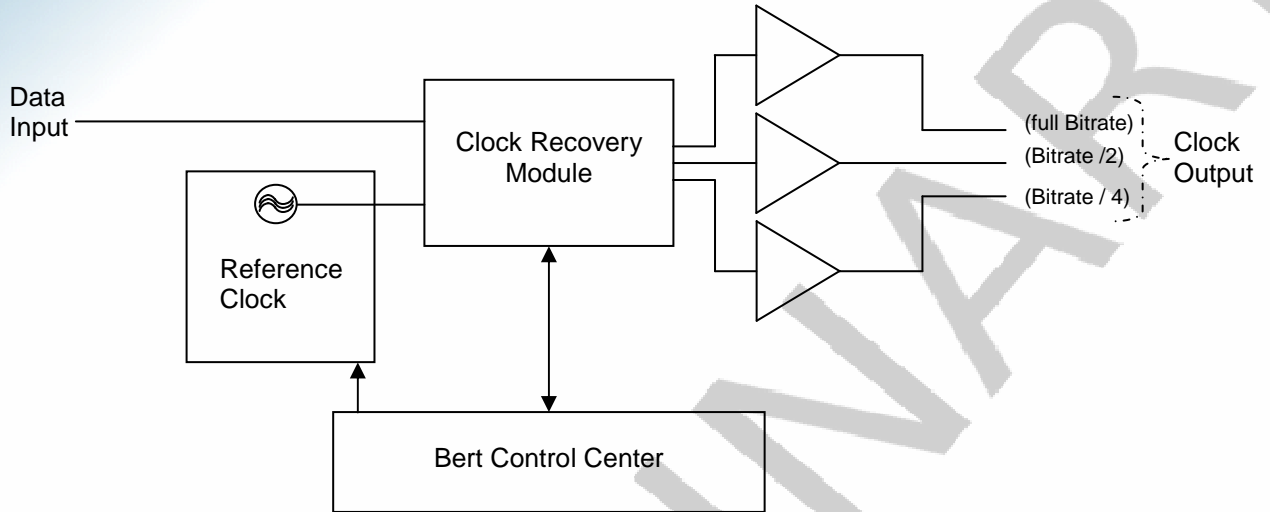 Data
Input
Clock Recovery
Module
Reference
Clock
Bert Control Center
(full Bitrate)
(Bitrate /2)
(Bitrate / 4)
Clock
Output